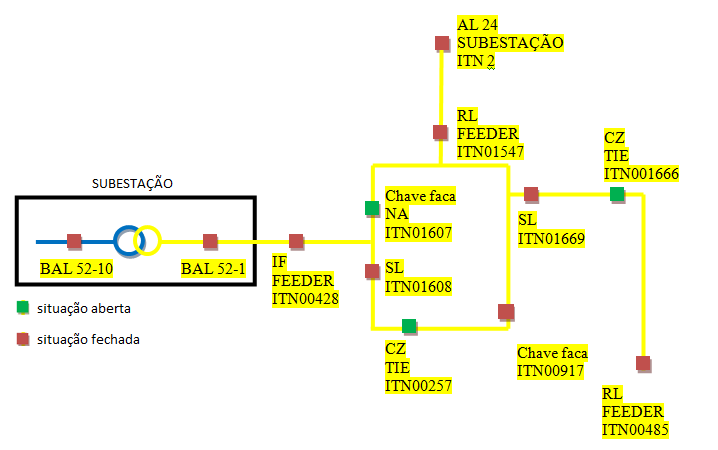 AL 24
SUBESTAÇÃO
ITN 2
RL
FEEDER
ITN01547
CZ
TIE
ITN001666
SUBESTAÇÃO
Chave faca
NA
ITN01607
SL
ITN01669
BAL 52-10
BAL 52-1
IF
FEEDER
ITN00428
SL
ITN01608
situação aberta
situação fechada
CZ
TIE
ITN00257
Chave faca
ITN00917
RL
FEEDER
ITN00485